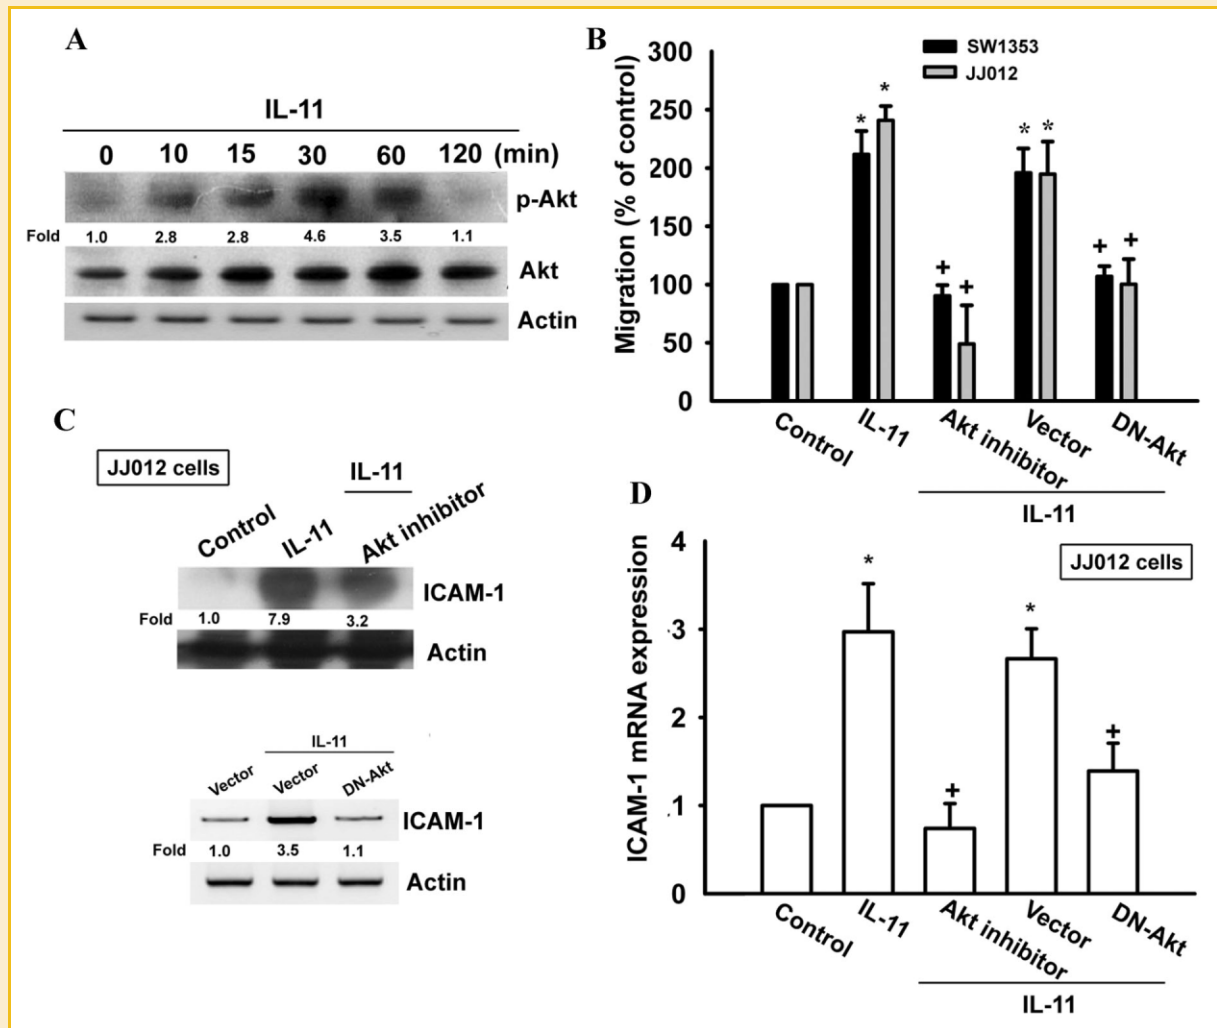 A
IL-11
0 10 15 30 60 120 (min)
p-Akt
Fold 1.0 2.8 2.8 4.6 3.5 1.1
Akt
Actin
B
SW1353
JJ012
Migration (% of control)
300
250
200
150
100
50
0
* * * *
+ + + +
Control IL-11 Akt inhibitor Vector DN-Akt
IL-11
C
JJ012 cells
IL-11
Control IL-11 Akt inhibitor
ICAM-1
Fold 1.0 7.9 3.2
Actin
IL-11
Vector Vector DN-Akt
ICAM-1
Fold 1.0 3.5 1.1
Actin
D
JJ012 cells
ICAM-1 mRNA expression
4
3
2
1
0
* + * +
Control IL-11 Akt inhibitor Vector DN-Akt
IL-11